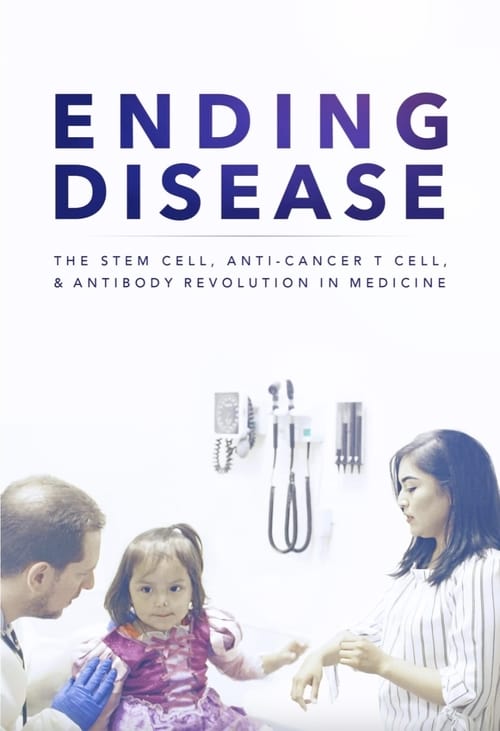 ENDING
DISEASE
THE STEM CELL, ANTI-CANCER T CELL,
& ANTIBODY REVOLUTION IN MEDICINE